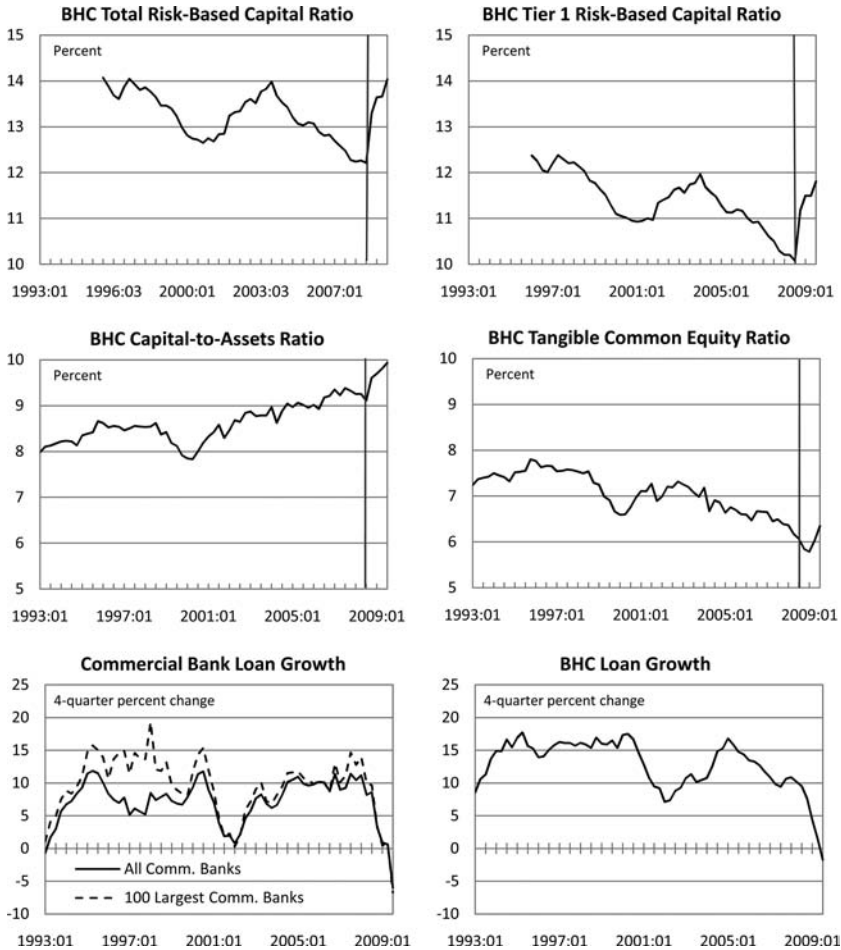 BHC Total Risk-Based Capital Ratio
Percent
15
14
13
12
11
10
1993:01 1996:03 2000:01 2003:03 2007:01
BHC Tier 1 Risk-Based Capital Ratio
Percent
15
14
13
12
11
10
1993:01 1997:01 2001:01 2005:01 2009:01
BHC Capital-to-Assets Ratio
Percent
10
9
8
7
6
5
1993:01 1997:01 2001:01 2005:01 2009:01
BHC Tangible Common Equity Ratio
Percent
10
9
8
7
6
5
1993:01 1997:01 2001:01 2005:01 2009:01
Commercial Bank Loan Growth
4-quarter percent change
25
20
15
10
5
0
-5
-10
All Comm. Banks
100 Largest Comm. Banks
1993:01 1997:01 2001:01 2005:01 2009:01
BHC Loan Growth
4-quarter percent change
25
20
15
10
5
0
-5
-10
1993:01 1997:01 2001:01 2005:01 2009:01